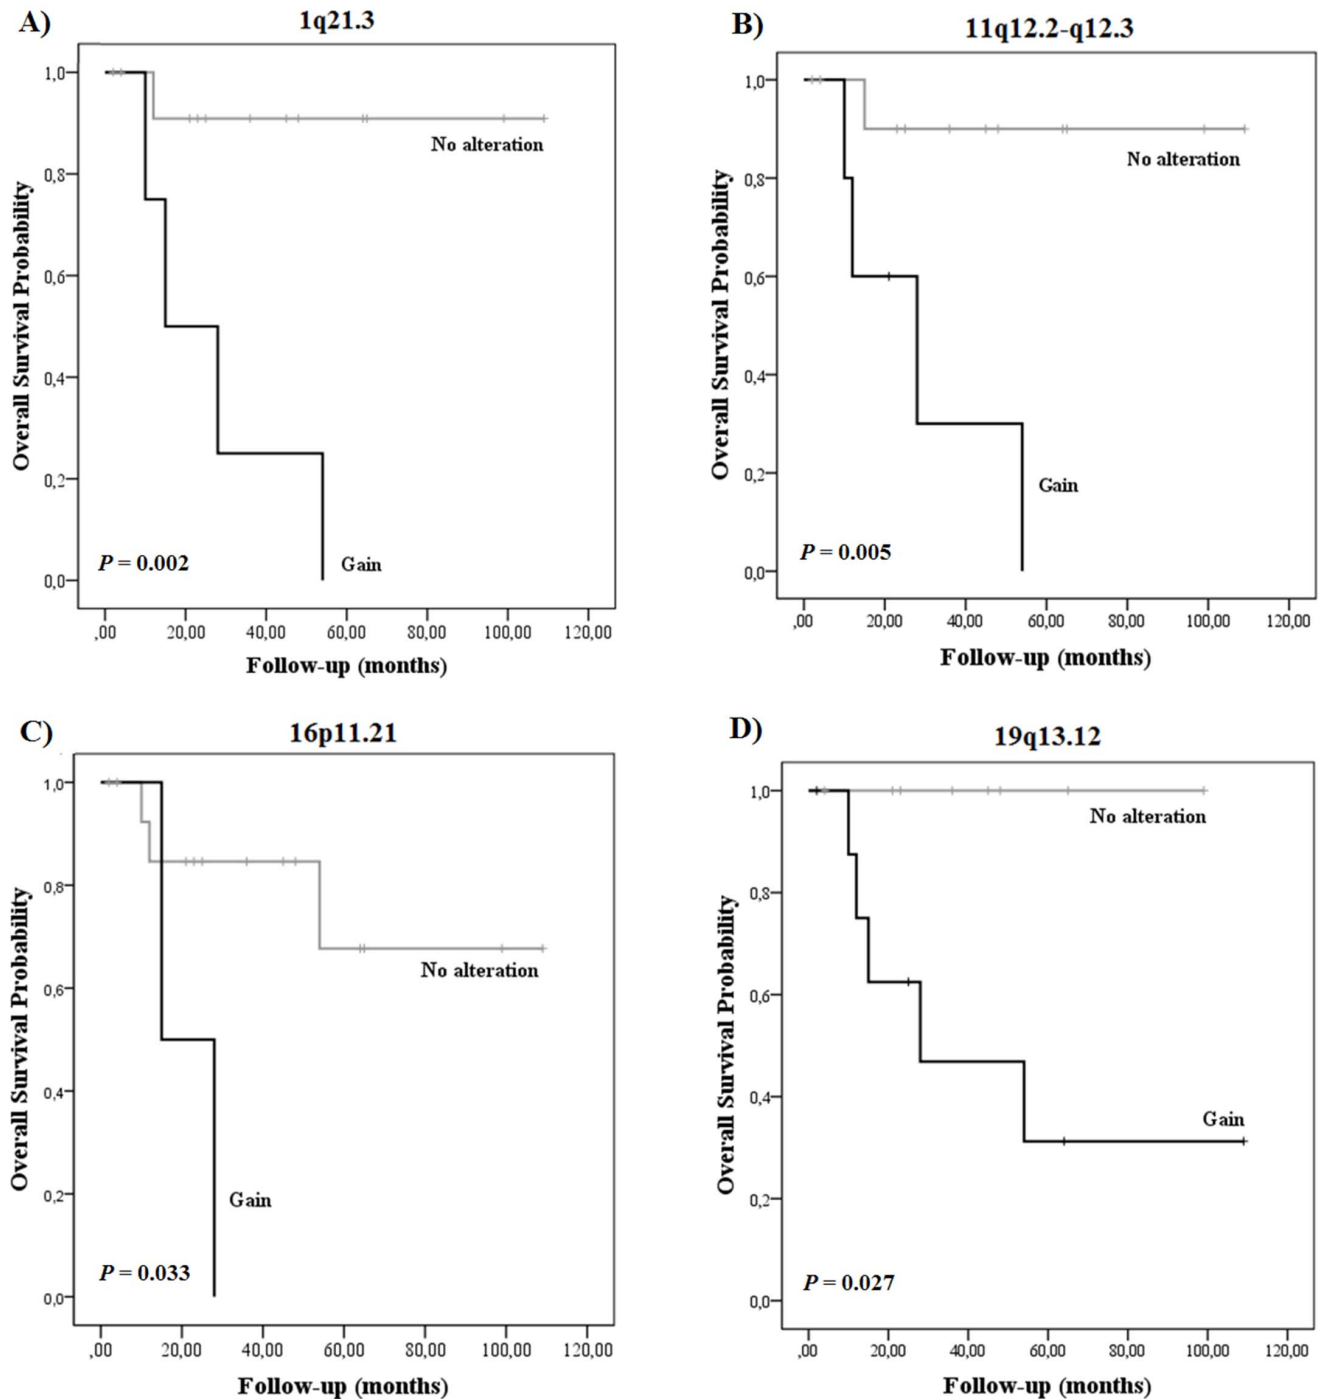 A)
1q21.3
Overall Survival Probability
1,0
0,8
0,6
0,4
0,2
0,0
No alteration
Gain
P = 0.002
,00 20,00 40,00 60,00 80,00 100,00 120,00
Follow-up (months)
B)
11q12.2-q12.3
Overall Survival Probability
1,0
0,8
0,6
0,4
0,2
0,0
No alteration
Gain
P = 0.005
,00 20,00 40,00 60,00 80,00 100,00 120,00
Follow-up (months)
C)
16p11.21
Overall Survival Probability
1,0
0,8
0,6
0,4
0,2
0,0
No alteration
Gain
P = 0.033
,00 20,00 40,00 60,00 80,00 100,00 120,00
Follow-up (months)
D)
19q13.12
Overall Survival Probability
1,0
0,8
0,6
0,4
0,2
0,0
No alteration
Gain
P = 0.027
,00 20,00 40,00 60,00 80,00 100,00 120,00
Follow-up (months)